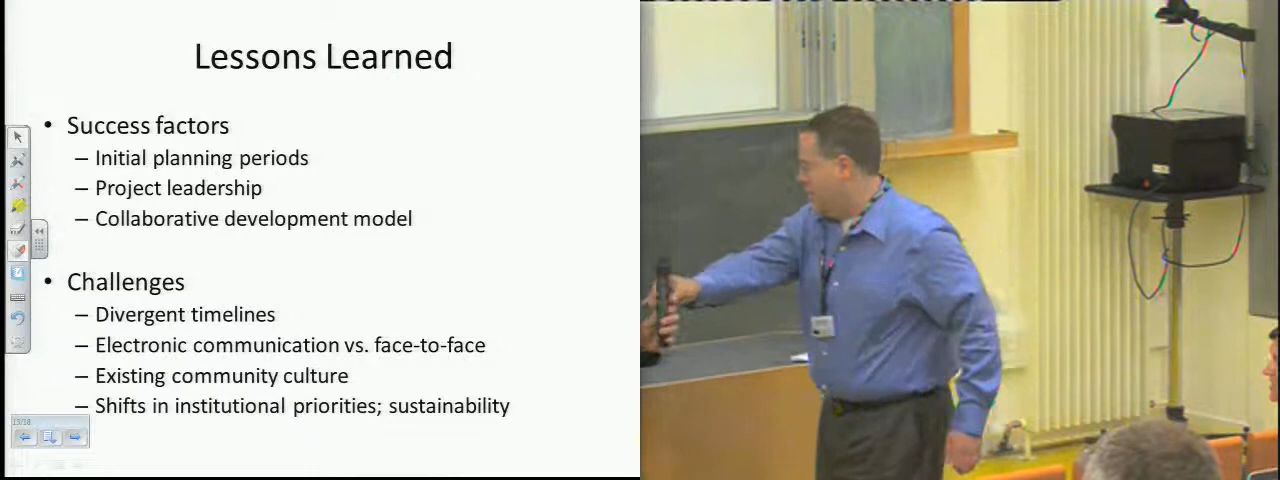 Lessons Learned
• Success factors
– Initial planning periods
– Project leadership
– Collaborative development model
• Challenges
– Divergent timelines
– Electronic communication vs. face-to-face
– Existing community culture
– Shifts in institutional priorities; sustainability